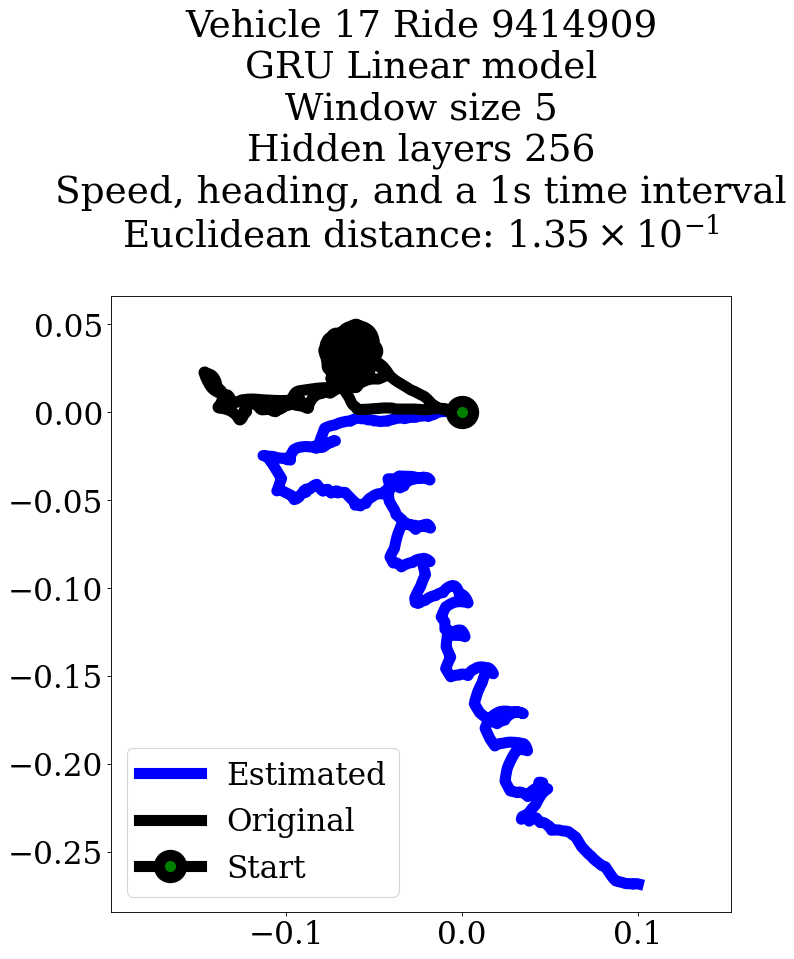 Vehicle 17 Ride 9414909
GRU Linear model
Window size 5
Hidden layers 256
Speed, heading, and a 1s time interval
Euclidean distance: 1.35 × 10⁻¹
0.05
0.00
−0.05
−0.10
−0.15
−0.20
−0.25
Estimated
Original
Start
−0.1
0.0
0.1